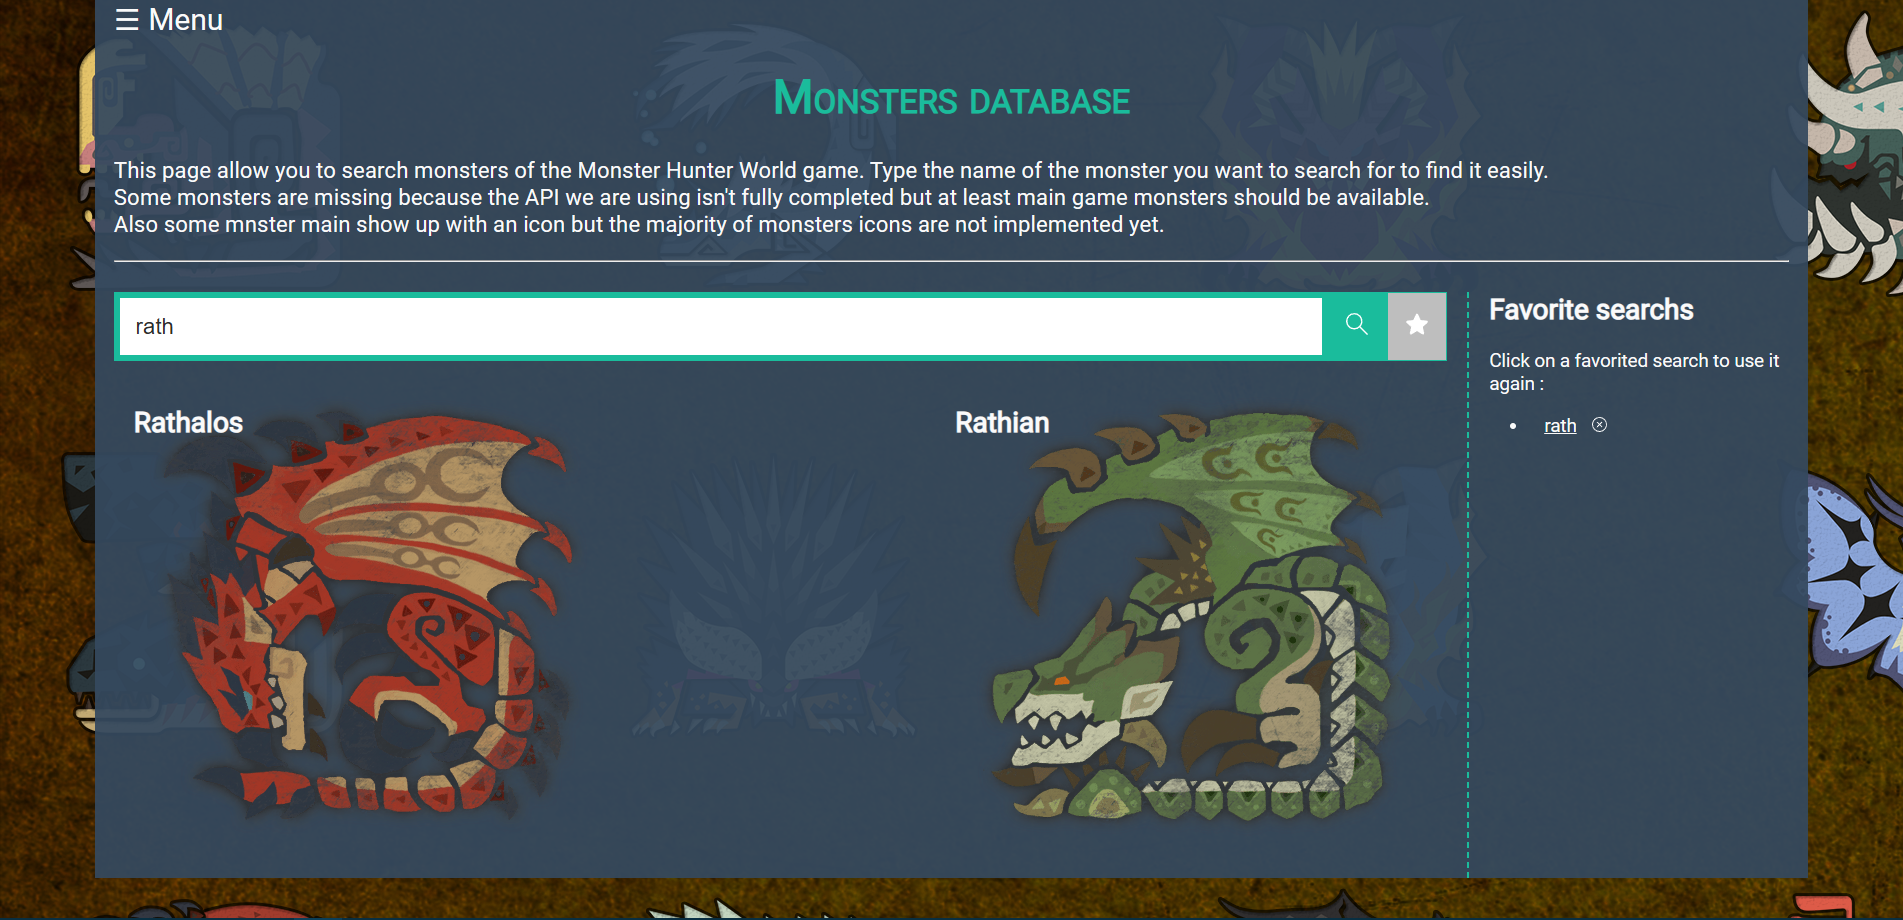 ☰ Menu
Monsters database
This page allow you to search monsters of the Monster Hunter World game. Type the name of the monster you want to search for to find it easily.
Some monsters are missing because the API we are using isn't fully completed but at least main game monsters should be available.
Also some mnster main show up with an icon but the majority of monsters icons are not implemented yet.
rath
Rathalos
Rathian
Favorite searchs
Click on a favorited search to use it
again :
• rath